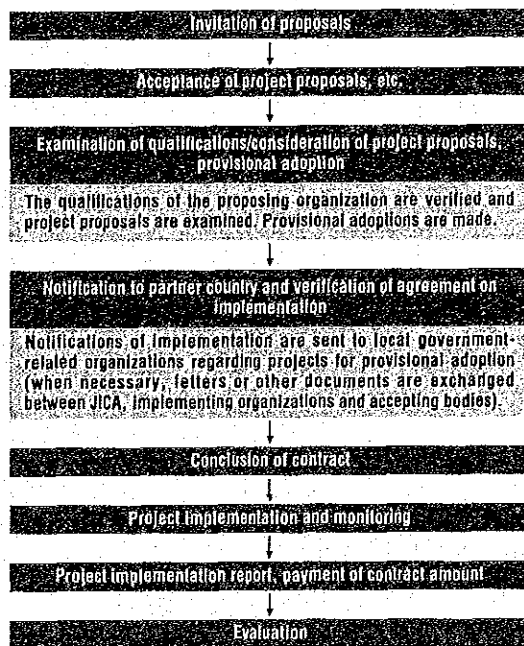 Invitation of proposals
Acceptance of project proposals, etc.
Examination of qualifications/consideration of project proposals,
provisional adoption
The qualifications of the proposing organization are verified and
project proposals are examined. Provisional adoptions are made.
Notification to partner country and verification of agreement on
implementation
Notifications of implementation are sent to local government-
related organizations regarding projects for provisional adoption
(when necessary, letters or other documents are exchanged
between JICA, implementing organizations and accepting bodies).
Conclusion of contract
Project implementation and monitoring
Project implementation report, payment of contract amount
Evaluation